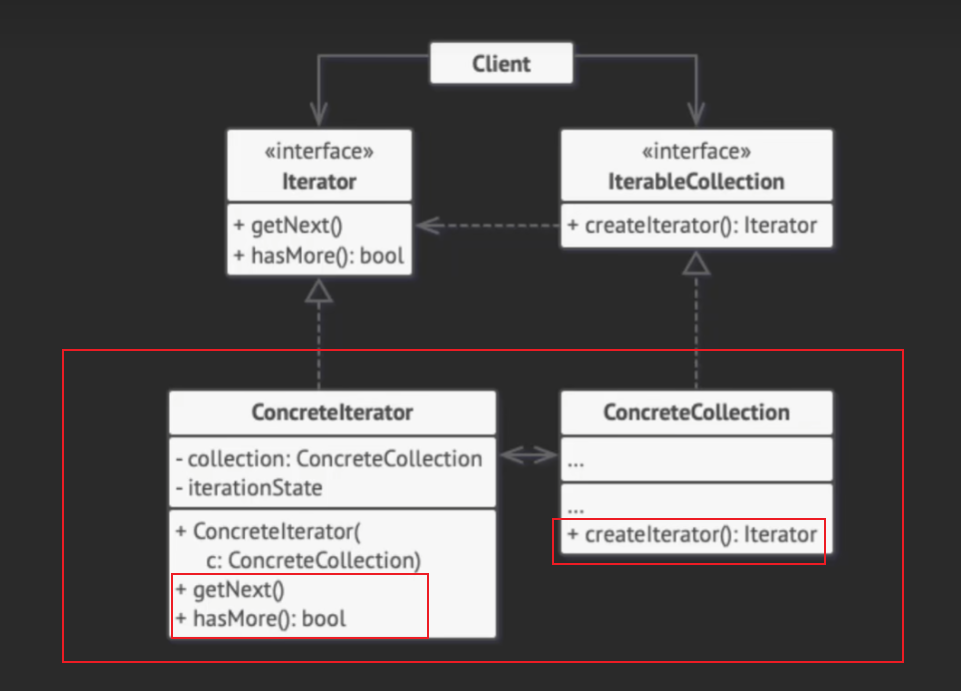 Client
«interface»
Iterator
+ getNext()
+ hasMore(): bool
«interface»
IterableCollection
+ createIterator(): Iterator
ConcreteIterator
- collection: ConcreteCollection
- iterationState
+ ConcreteIterator(
c: ConcreteCollection)
+ getNext()
+ hasMore(): bool
ConcreteCollection
...
...
+ createIterator(): Iterator